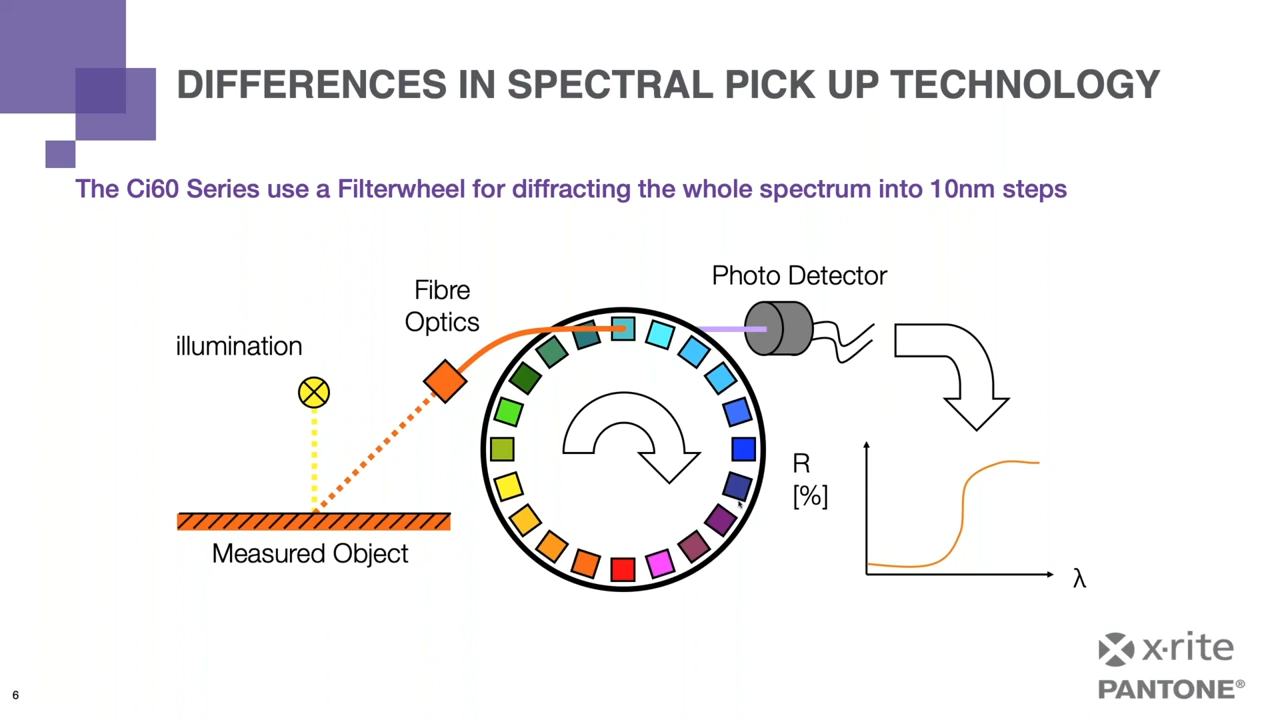 DIFFERENCES IN SPECTRAL PICK UP TECHNOLOGY
The Ci60 Series use a Filterwheel for diffracting the whole spectrum into 10nm steps
Photo Detector
Fibre
Optics
illumination
R
[%]
Measured Object
λ
x·rite
PANTONE®
6